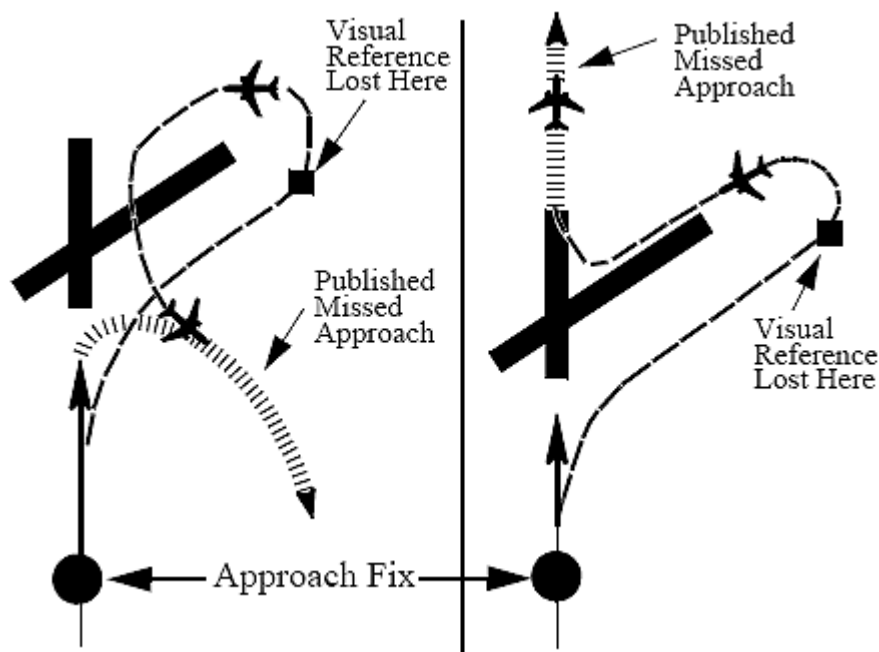 Visual
Reference
Lost Here
Published
Missed
Approach
Published
Missed
Approach
Visual
Reference
Lost Here
Approach Fix